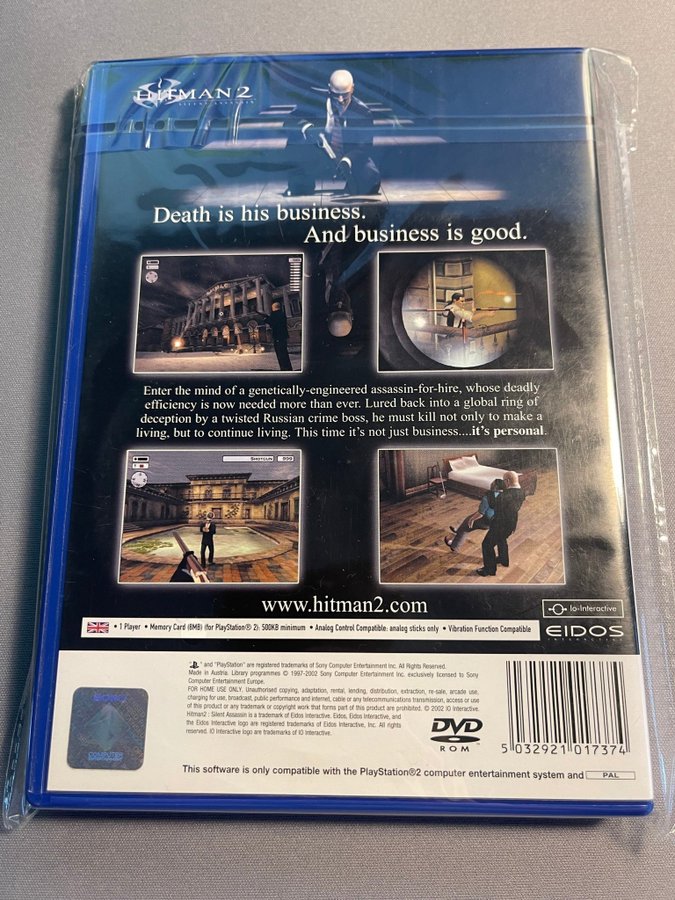 HITMAN 2
SILENT ASSASSIN
Death is his business.
And business is good.
Enter the mind of a genetically-engineered assassin-for-hire, whose deadly
efficiency is now needed more than ever. Lured back into a global ring of
deception by a twisted Russian crime boss, he must kill not only to make a
living, but to continue living. This time it's not just business....it's personal.
SHOTGUN 999
www.hitman2.com
Io-Interactive
• 1 Player • Memory Card (8MB) (for PlayStation 2): 500KB minimum • Analog Control Compatible: analog sticks only • Vibration Function Compatible
EIDOS
INTERACTIVE
" and "PlayStation" are registered trademarks of Sony Computer Entertainment Inc. All Rights Reserved.
Made in Austria. Library programmes © 1997-2002 Sony Computer Entertainment Inc. exclusively licensed to Sony
Computer Entertainment Europe.
FOR HOME USE ONLY. Unauthorised copying, adaptation, rental, lending, distribution, extraction, re-sale, arcade use,
charging for use, broadcast, public performance and internet, cable or any telecommunications transmission, access or use
of this product or any trademark or copyright work that forms part of this product are prohibited. © 2002 IO Interactive.
Hitman2 : Silent Assassin is a trademark of Eidos Interactive. Eidos, Eidos Interactive, and
the Eidos Interactive logo are registered trademarks of Eidos Interactive, Inc. All rights
reserved. IO Interactive logo are trademarks of IO Interactive.
SONY
DVD
ROM
5 032921 017374
This software is only compatible with the PlayStation®2 computer entertainment system and PAL